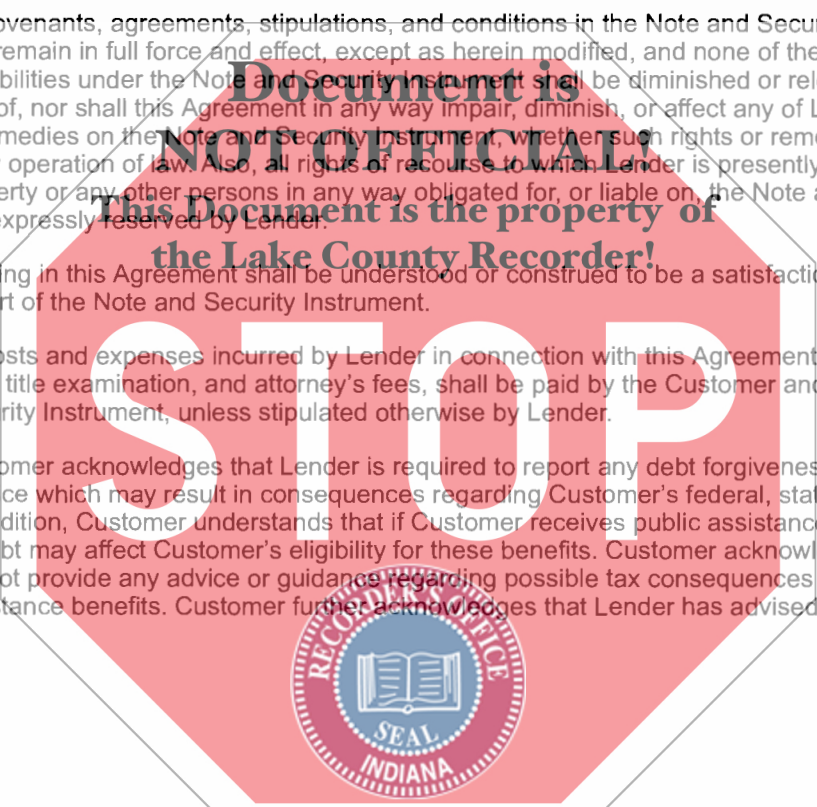 ovenants, agreements, stipulations, and conditions in the Note and Secur
remain in full force and effect, except as herein modified, and none of the
bilities under the Note and Security Instrument shall be diminished or rel
of, nor shall this Agreement in any way impair, diminish, or affect any of L
medies on the Note and Security Instrument, whether such rights or reme
operation of law. Also, all rights of recourse to which Lender is presently
erty or any other persons in any way obligated for, or liable on, the Note a
expressly reserved by Lender.
Document is
NOT OFFICIAL!
This Document is the property of
the Lake County Recorder!
ing in this Agreement shall be understood or construed to be a satisfactio
rt of the Note and Security Instrument.
STOP
osts and expenses incurred by Lender in connection with this Agreement
title examination, and attorney's fees, shall be paid by the Customer and
rity Instrument, unless stipulated otherwise by Lender.
omer acknowledges that Lender is required to report any debt forgivenes
ce which may result in consequences regarding Customer's federal, stat
dition, Customer understands that if Customer receives public assistance
bt may affect Customer's eligibility for these benefits. Customer acknowl
ot provide any advice or guidance regarding possible tax consequences
tance benefits. Customer further acknowledges that Lender has advised
RECORDER'S OFFICE
SEAL
INDIANA